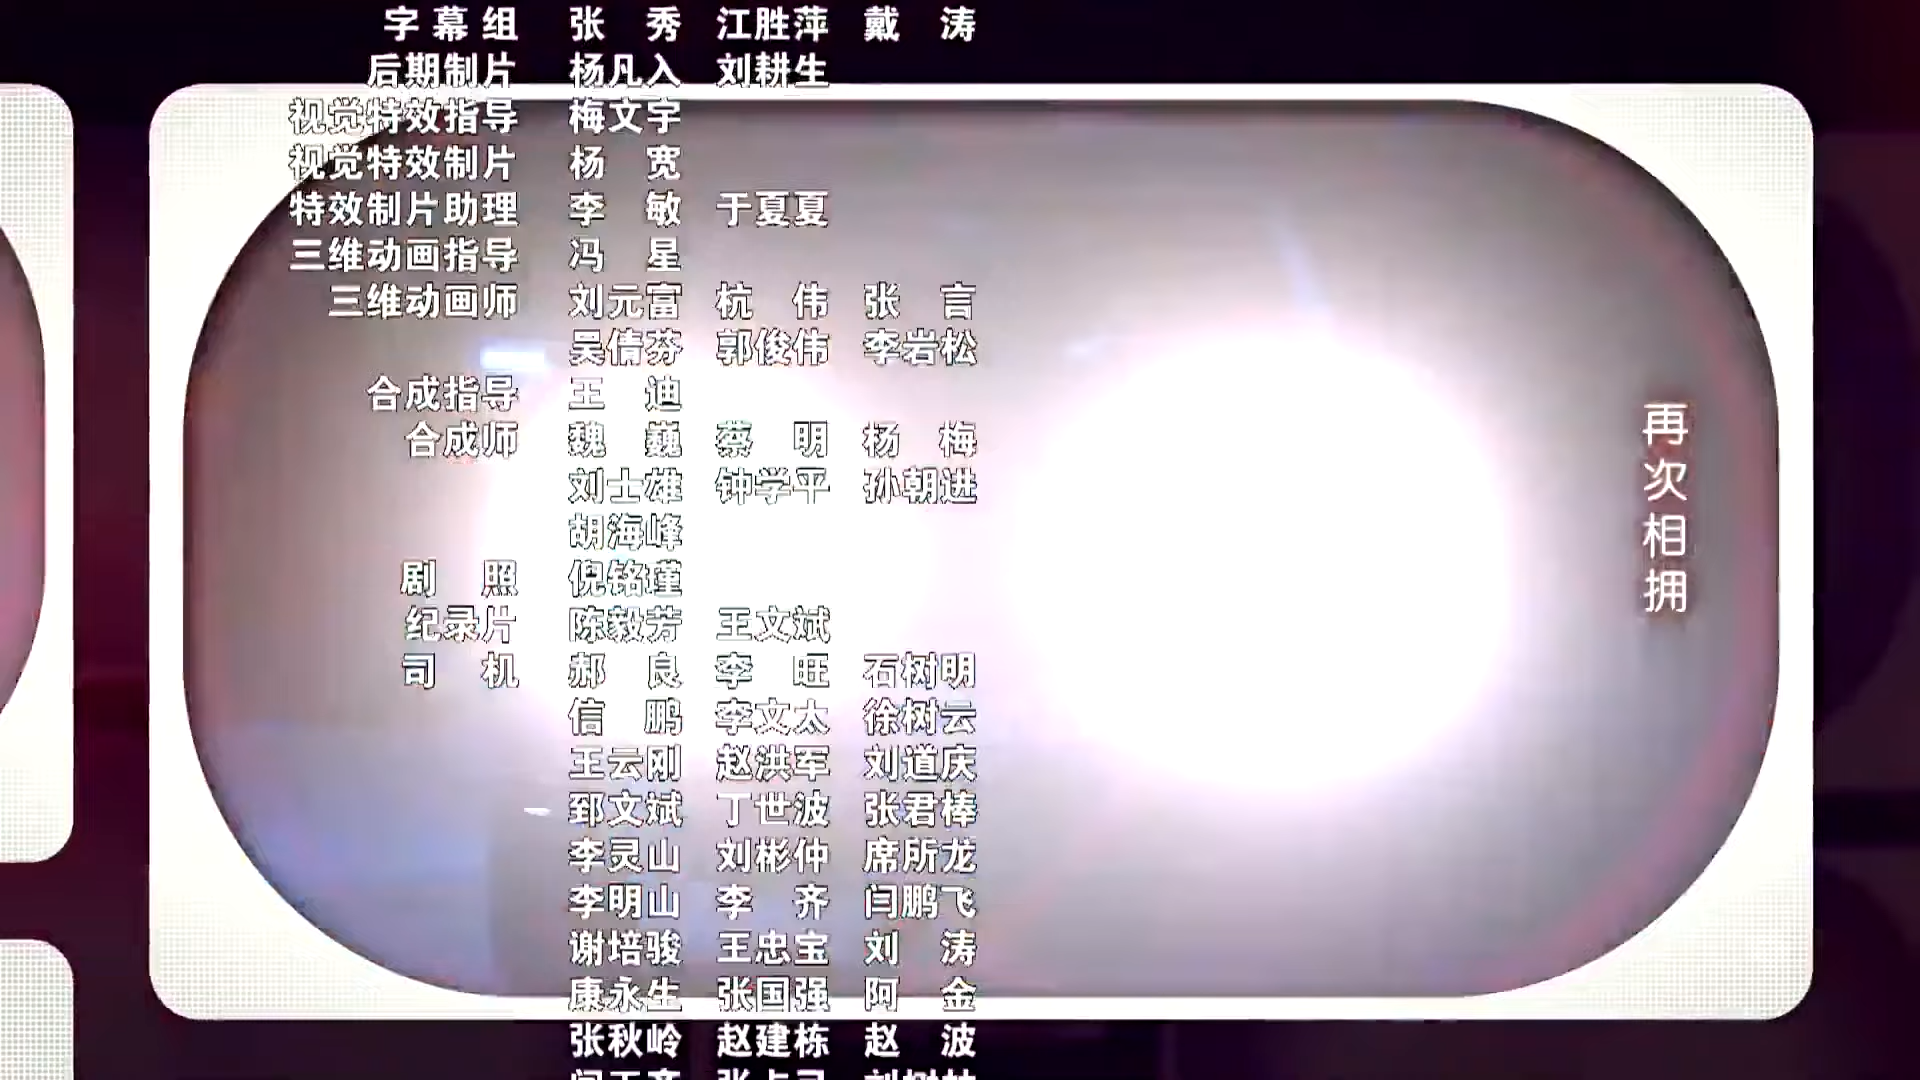 字幕组 张秀 江胜萍 戴涛
后期制片 杨凡入 刘耕生
视觉特效指导 梅文宇
视觉特效制片 杨宽
特效制片助理 李敏 于夏夏
三维动画指导 冯星
三维动画师 刘元富 杭伟 张言
吴倩芬 郭俊伟 李岩松
合成指导 王迪
合成师 魏巍 蔡明 杨梅
刘士雄 钟学平 孙朝进
胡海峰
剧照 倪铭瑾
纪录片 陈毅芳 王文斌
司机 郝良 李旺 石树明
信鹏 李文太 徐树云
王云刚 赵洪军 刘道庆
郅文斌 丁世波 张君棒
李灵山 刘彬仲 席所龙
李明山 李齐 闫鹏飞
谢培骏 王忠宝 刘涛
康永生 张国强 阿金
张秋岭 赵建栋 赵波
再次相拥